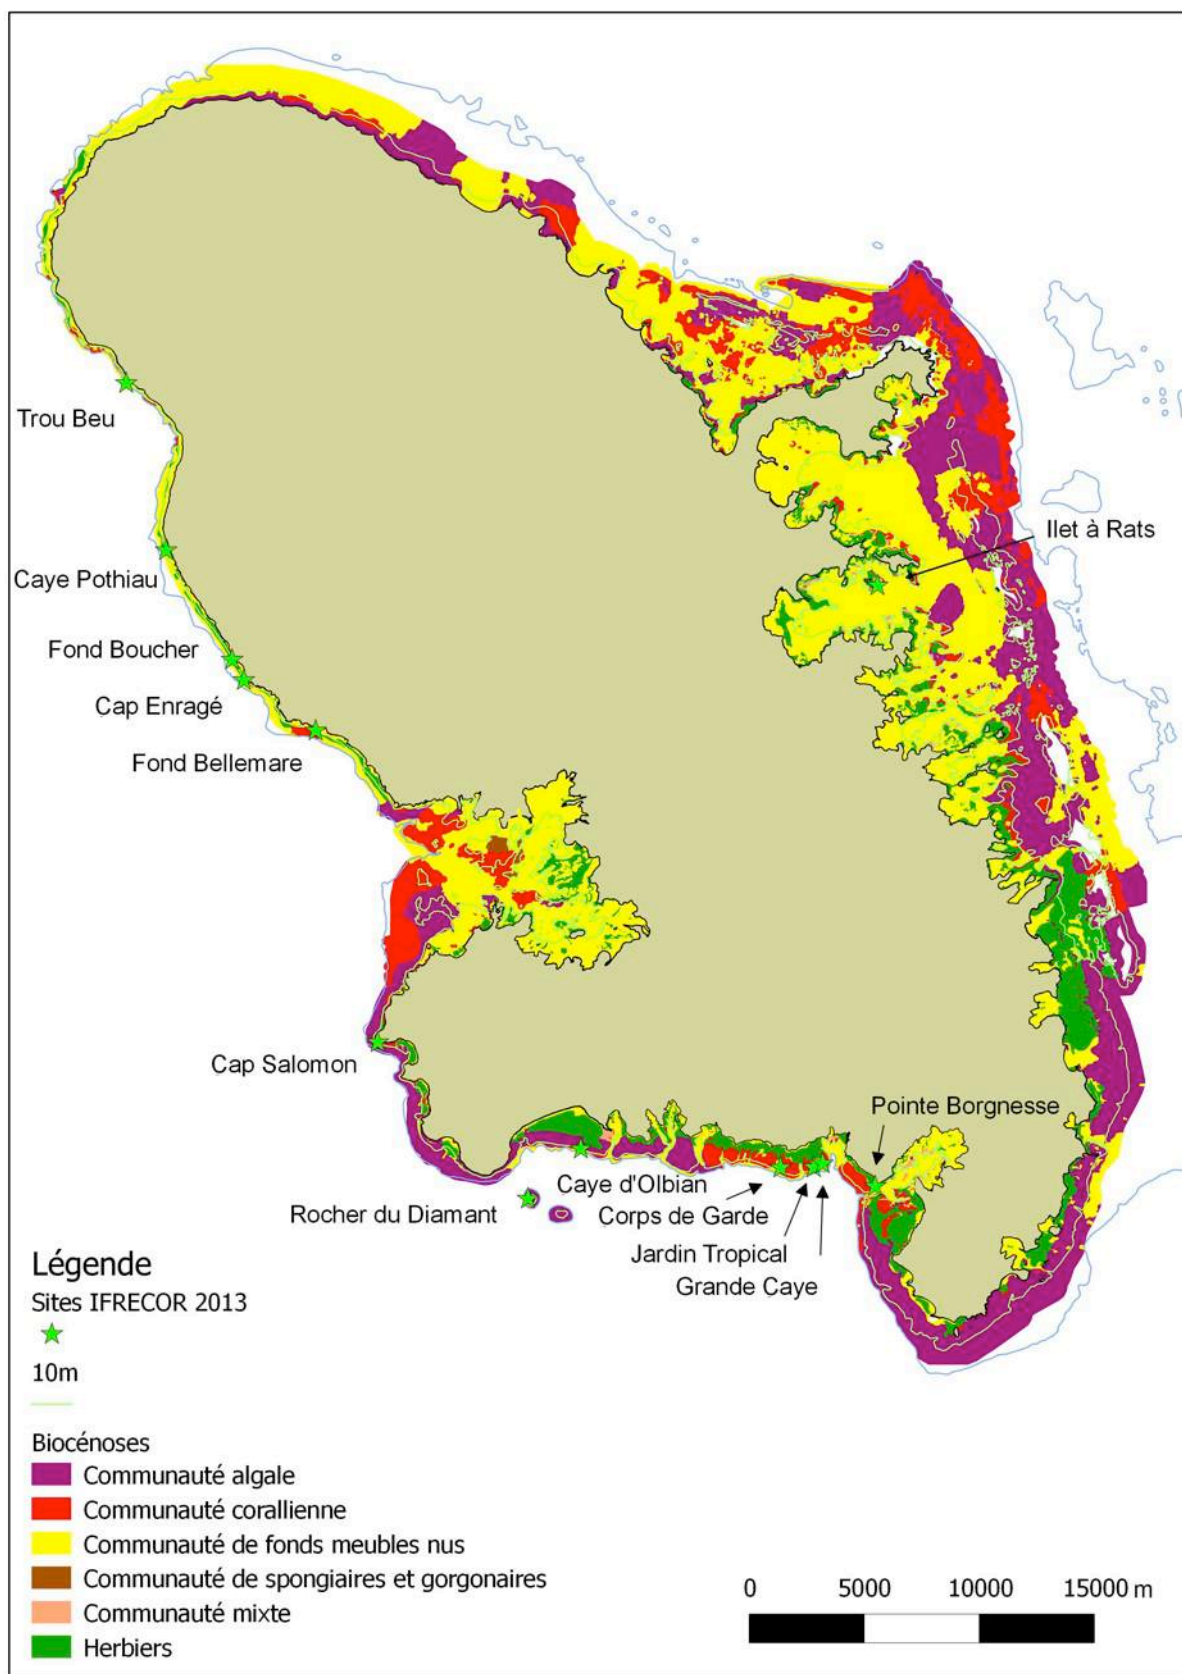 Ilet à Rats
Trou Beu
Caye Pothiau
Fond Boucher
Cap Enragé
Fond Bellemare
Cap Salomon
Pointe Borgnesse
Caye d'Olbian
Rocher du Diamant
Corps de Garde
Jardin Tropical
Grande Caye
Légende
Sites IFRECOR 2013
10m
Biocénoses
Communauté algale
Communauté corallienne
Communauté de fonds meubles nus
Communauté de spongiaires et gorgonaires
Communauté mixte
Herbiers
0 5000 10000 15000 m